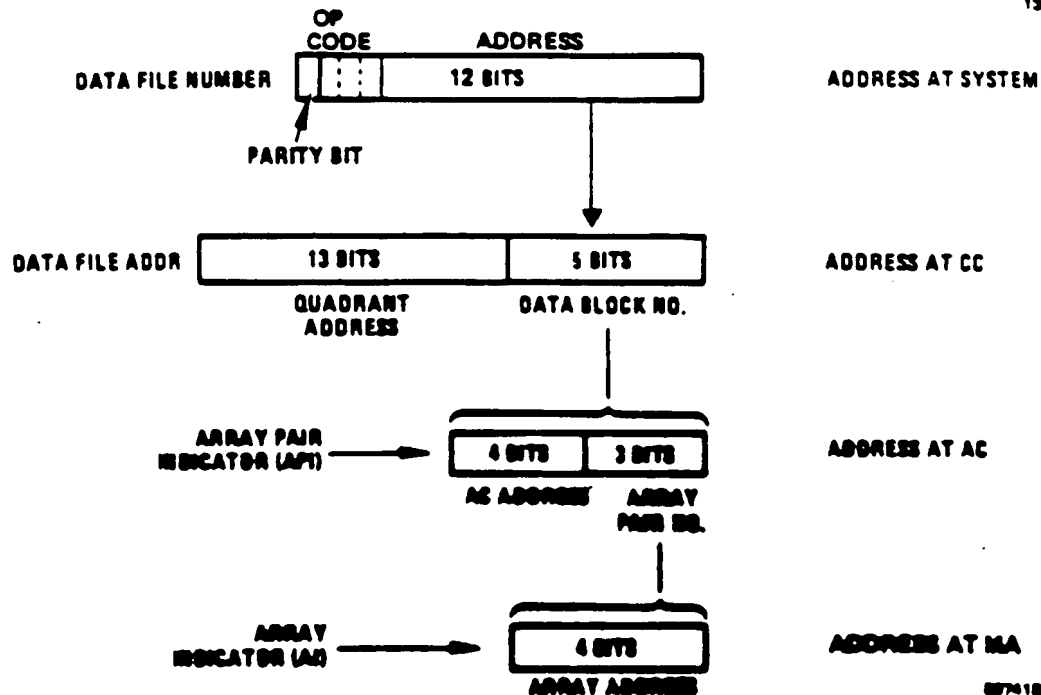 OP
CODE
ADDRESS
DATA FILE NUMBER
12 BITS
ADDRESS AT SYSTEM
PARITY BIT
DATA FILE ADDR
13 BITS
5 BITS
ADDRESS AT CC
QUADRANT
ADDRESS
DATA BLOCK NO.
ARRAY PAIR
INDICATOR (API)
4 BITS
3 BITS
ADDRESS AT AC
AC ADDRESS
ARRAY
PAIR NO.
ARRAY
INDICATOR (AI)
4 BITS
ADDRESS AT MA
ARRAY ADDRESS